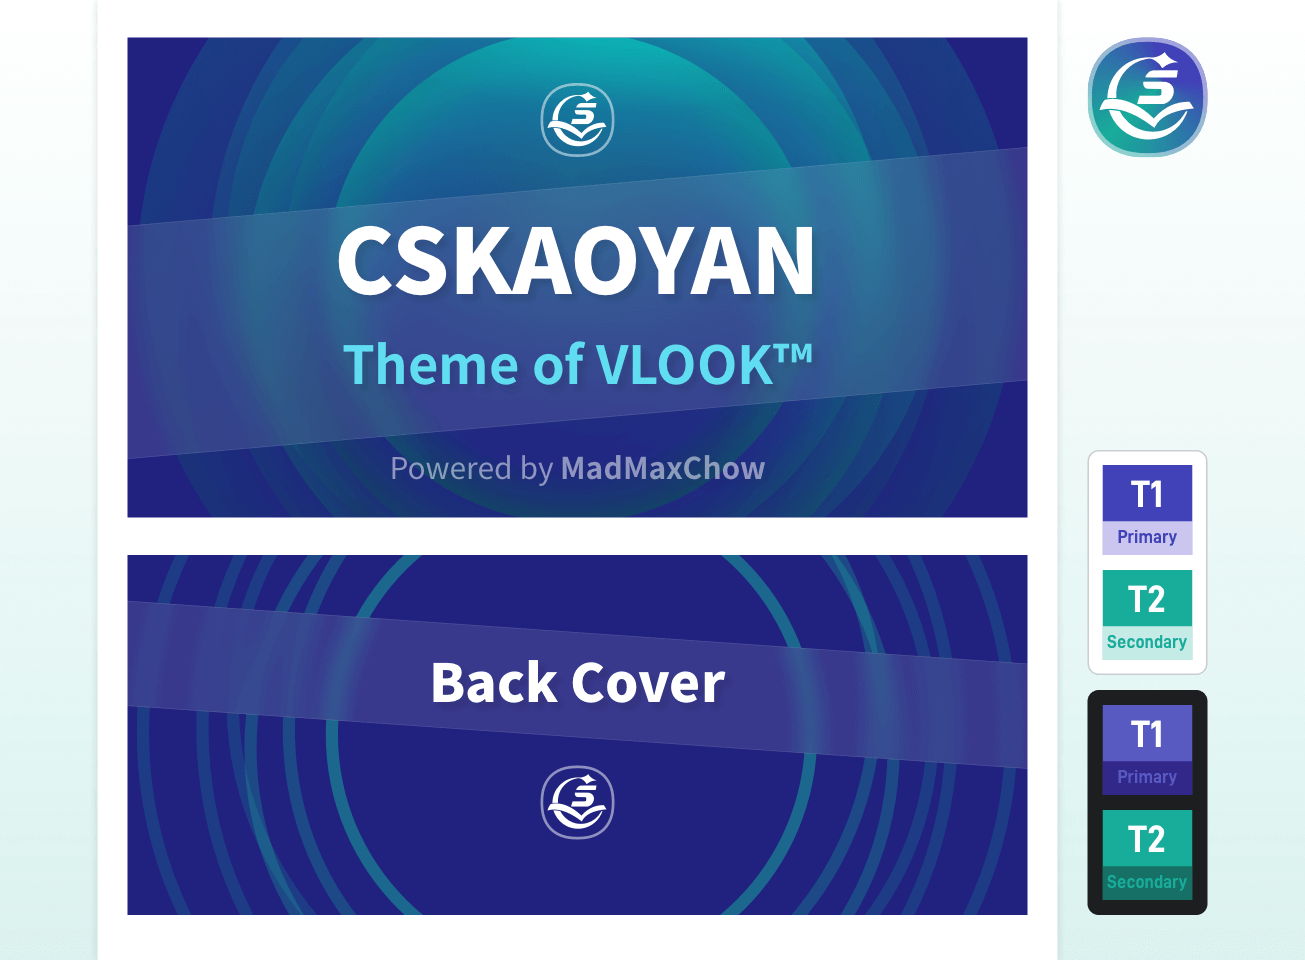 CSKAOYAN
Theme of VLOOK™
Powered by MadMaxChow
Back Cover
T1
Primary
T2
Secondary
T1
Primary
T2
Secondary